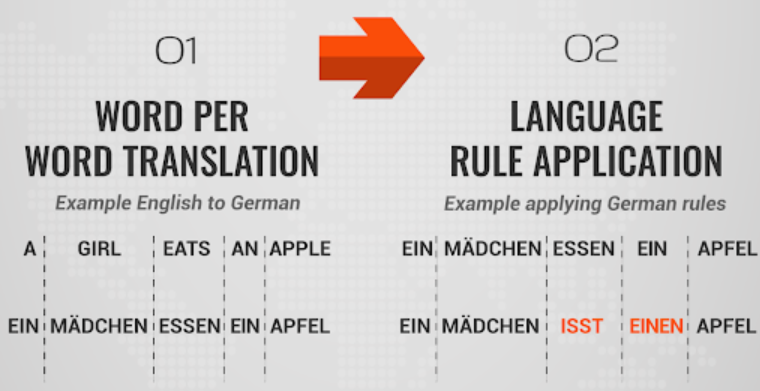 01
WORD PER
WORD TRANSLATION
Example English to German
A GIRL EATS AN APPLE
EIN MÄDCHEN ESSEN EIN APFEL
02
LANGUAGE
RULE APPLICATION
Example applying German rules
EIN MÄDCHEN ESSEN EIN APFEL
EIN MÄDCHEN ISST EINEN APFEL